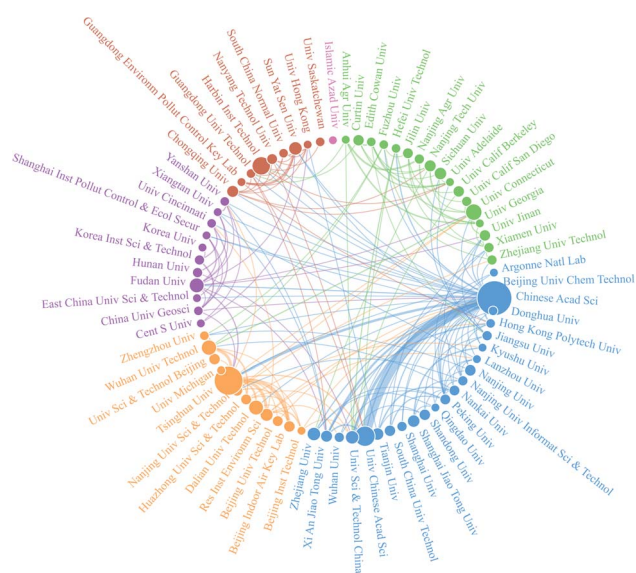 Islamic Azad Univ
Anhui Agr Univ
Curtin Univ
Edith Cowan Univ
Fuzhou Univ
Hefei Univ Technol
Jilin Univ
Nanjing Agr Univ
Nanjing Tech Univ
Sichuan Univ
Univ Adelaide
Univ Calif Berkeley
Univ Calif San Diego
Univ Connecticut
Univ Georgia
Univ Jinan
Xiamen Univ
Zhejiang Univ Technol
Argonne Natl Lab
Beijing Univ Chem Technol
Chinese Acad Sci
Donghua Univ
Hong Kong Polytech Univ
Jiangsu Univ
Kyushu Univ
Lanzhou Univ
Nanjing Univ
Nanjing Univ Informat Sci & Technol
Nankai Univ
Peking Univ
Qingdao Univ
Shandong Univ
Shanghai Jiao Tong Univ
Shanghai Univ
South China Univ Technol
Tianjin Univ
Univ Chinese Acad Sci
Univ Sci & Technol China
Wuhan Univ
Xi An Jiao Tong Univ
Zhejiang Univ
Beijing Inst Technol
Beijing Indoor Air Key Lab
Beijing Univ Technol
Res Inst Environm Sci
Dalian Univ Technol
Huazhong Univ Sci & Technol
Nanjing Univ Sci & Technol
Tsinghua Univ
Univ Michigan
Univ Sci & Technol Beijing
Wuhan Univ Technol
Zhengzhou Univ
Cent S Univ
China Univ Geosci
East China Univ Sci & Technol
Fudan Univ
Hunan Univ
Korea Inst Sci & Technol
Korea Univ
Shanghai Inst Pollut Control & Ecol Secur
Univ Cincinnati
Xiangtan Univ
Yanshan Univ
Chongqing Univ
Guangdong Environm Pollut Control Key Lab
Guangdong Univ Technol
Harbin Inst Technol
Nanyang Technol Univ
South China Normal Univ
Sun Yat Sen Univ
Univ Hong Kong
Univ Saskatchewan